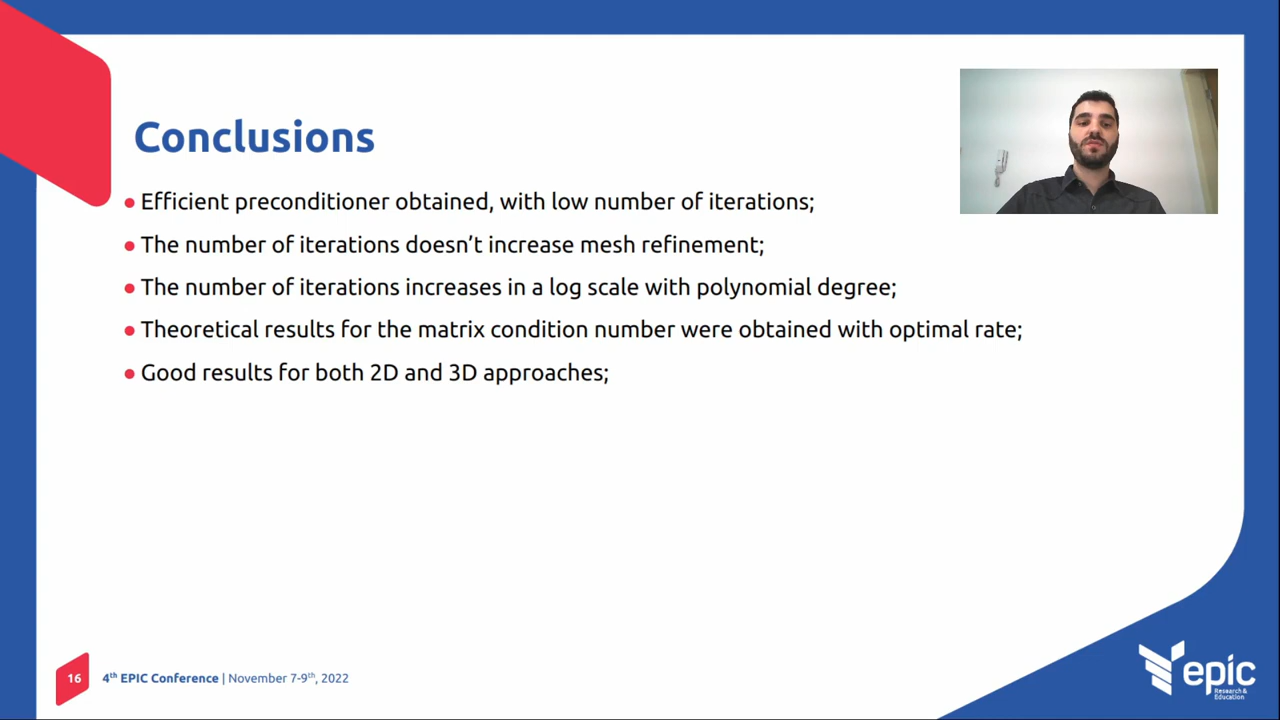 Conclusions
• Efficient preconditioner obtained, with low number of iterations;
• The number of iterations doesn't increase mesh refinement;
• The number of iterations increases in a log scale with polynomial degree;
• Theoretical results for the matrix condition number were obtained with optimal rate;
• Good results for both 2D and 3D approaches;
16 4th EPIC Conference | November 7-9th, 2022
epic
Research &
Education